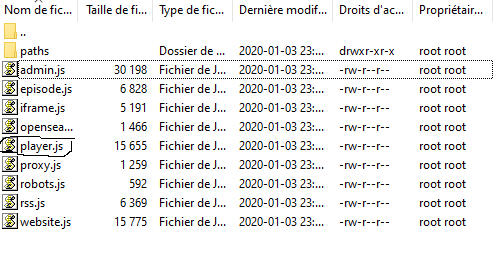 Nom de fic... Taille de fi... Type de fic... Dernière modif... Droits d'ac... Propriétair...
..
paths Dossier de ... 2020-01-03 23:... drwxr-xr-x root root
admin.js 30 198 Fichier de J... 2020-01-03 23:... -rw-r--r-- root root
episode.js 6 828 Fichier de J... 2020-01-03 23:... -rw-r--r-- root root
iframe.js 5 191 Fichier de J... 2020-01-03 23:... -rw-r--r-- root root
opensea... 1 466 Fichier de J... 2020-01-03 23:... -rw-r--r-- root root
player.js 15 655 Fichier de J... 2020-01-03 23:... -rw-r--r-- root root
proxy.js 1 259 Fichier de J... 2020-01-03 23:... -rw-r--r-- root root
robots.js 592 Fichier de J... 2020-01-03 23:... -rw-r--r-- root root
rss.js 6 369 Fichier de J... 2020-01-03 23:... -rw-r--r-- root root
website.js 15 775 Fichier de J... 2020-01-03 23:... -rw-r--r-- root root